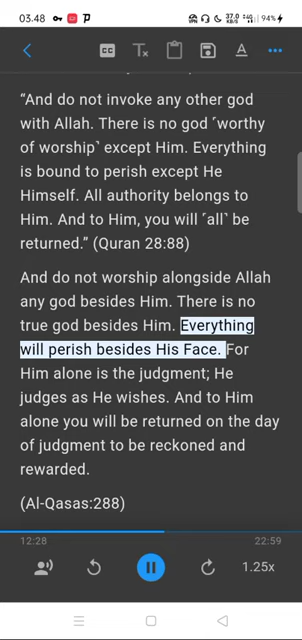 03.48
37.0
KB/S
4G
94%
CC
"And do not invoke any other god
with Allah. There is no god ˹worthy
of worship˺ except Him. Everything
is bound to perish except He
Himself. All authority belongs to
Him. And to Him, you will ˹all˺ be
returned." (Quran 28:88)
And do not worship alongside Allah
any god besides Him. There is no
true god besides Him. Everything
will perish besides His Face. For
Him alone is the judgment; He
judges as He wishes. And to Him
alone you will be returned on the day
of judgment to be reckoned and
rewarded.
(Al-Qasas:288)
12:28
22:59
1.25x